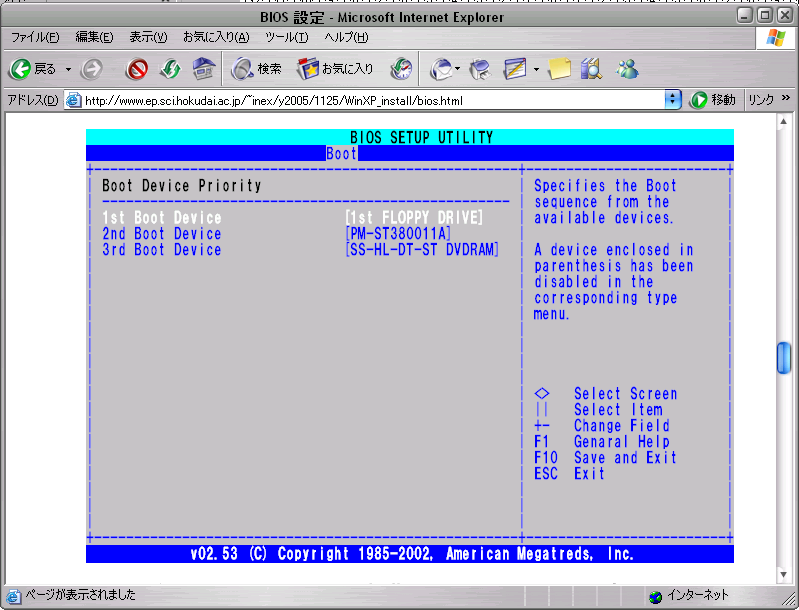 BIOS 設定 - Microsoft Internet Explorer
ファイル(F) 編集(E) 表示(V) お気に入り(A) ツール(T) ヘルプ(H)
戻る 検索 お気に入り
アドレス(D) http://www.ep.sci.hokudai.ac.jp/~inex/y2005/1125/WinXP_install/bios.html 移動 リンク »
BIOS SETUP UTILITY
Boot
Boot Device Priority
1st Boot Device [1st FLOPPY DRIVE]
2nd Boot Device [PM-ST380011A]
3rd Boot Device [SS-HL-DT-ST DVDRAM]
Specifies the Boot
sequence from the
available devices.
A device enclosed in
parenthesis has been
disabled in the
corresponding type
menu.
<> Select Screen
|| Select Item
+- Change Field
F1 Genaral Help
F10 Save and Exit
ESC Exit
v02.53 (C) Copyright 1985-2002, American Megatreds, Inc.
ページが表示されました インターネット